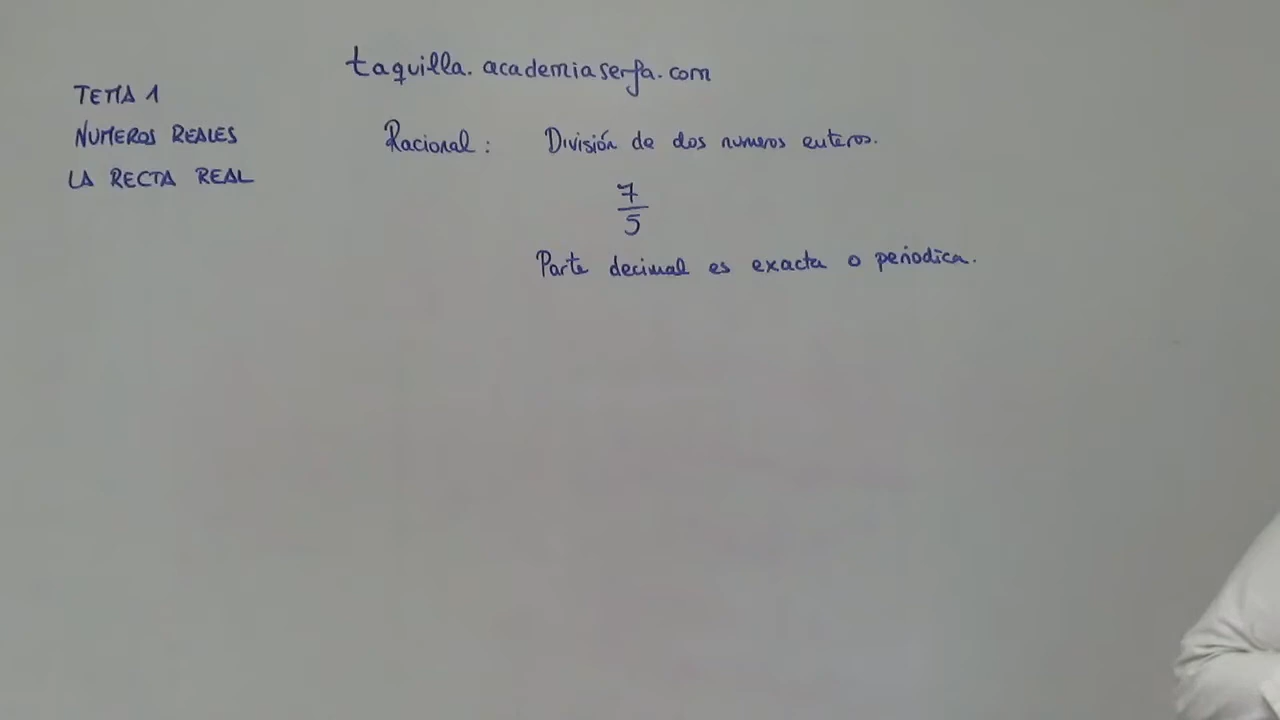 taquilla.academiaserfa.com
TEMA 1
NUMEROS REALES
LA RECTA REAL
Racional: División de dos numeros enteros.
7
5
Parte decimal es exacta o periodica.